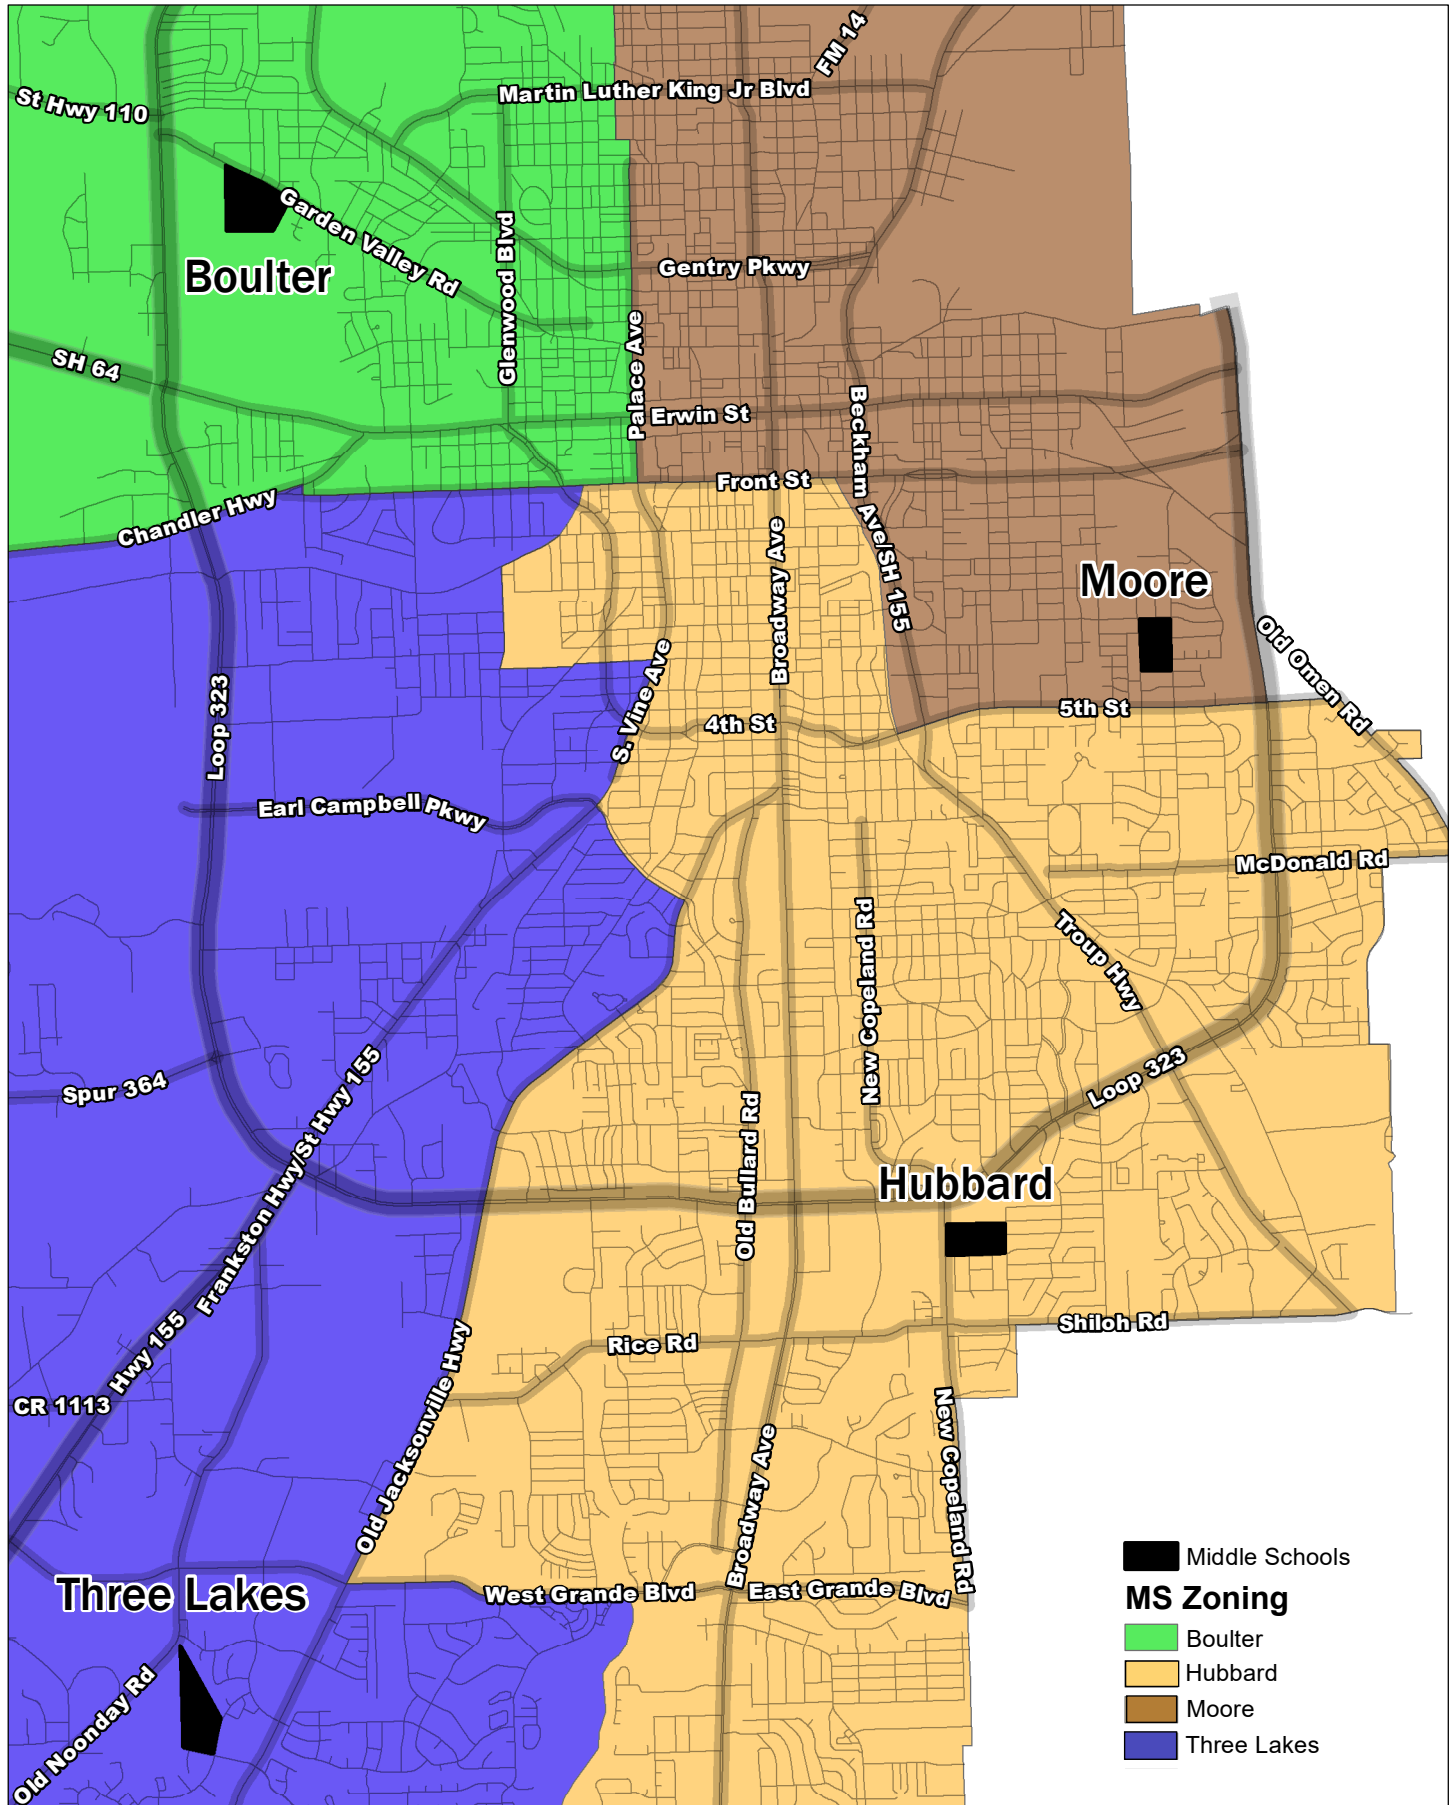 FM 14
Martin Luther King Jr Blvd
St Hwy 110
Garden Valley Rd
Glenwood Blvd
Boulter
Gentry Pkwy
SH 64
Palace Ave
Erwin St
Beckham Ave/SH 155
Front St
Chandler Hwy
Broadway Ave
Moore
Old Omen Rd
S. Vine Ave
Loop 323
4th St
5th St
Earl Campbell Pkwy
McDonald Rd
New Copeland Rd
Troup Hwy
Spur 364
Frankston Hwy/St Hwy 155
Loop 323
Old Bullard Rd
Hubbard
Hwy 155
Shiloh Rd
Rice Rd
CR 1113
Old Jacksonville Hwy
New Copeland Rd
Broadway Ave
Three Lakes
West Grande Blvd
East Grande Blvd
Old Noonday Rd
Middle Schools
MS Zoning
Boulter
Hubbard
Moore
Three Lakes